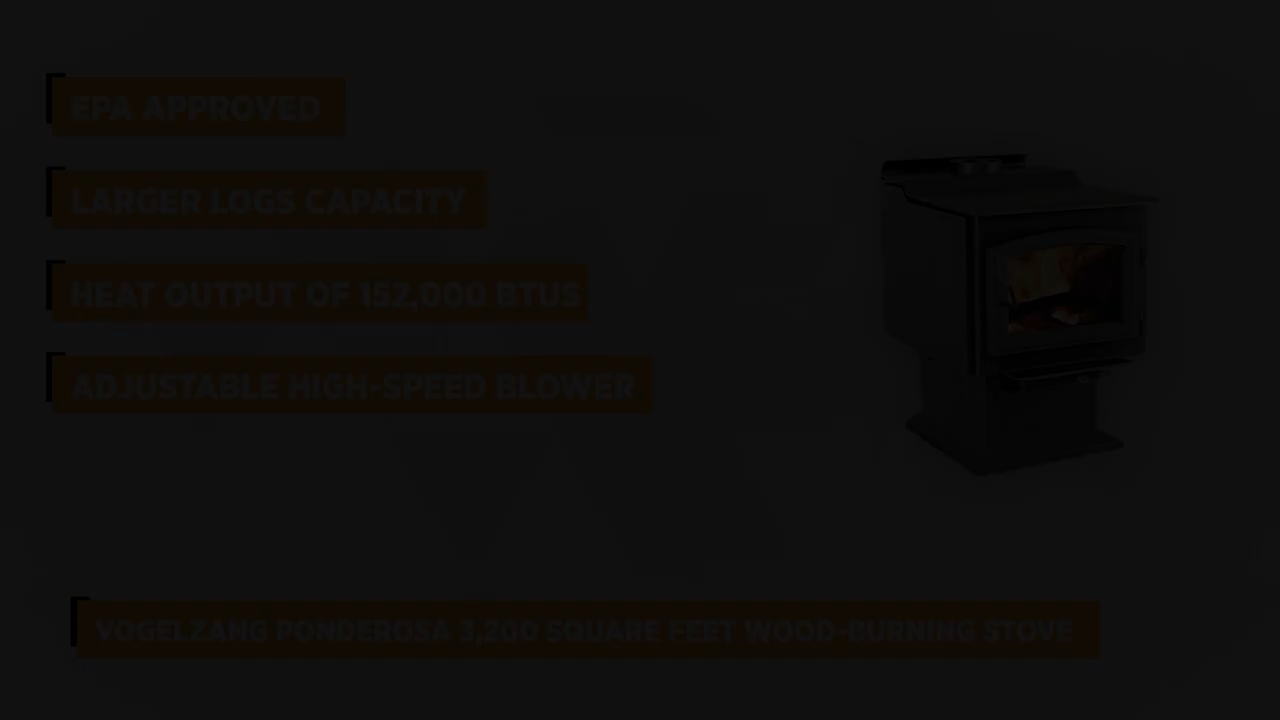 EPA APPROVED
LARGER LOGS CAPACITY
HEAT OUTPUT OF 152,000 BTUS
ADJUSTABLE HIGH-SPEED BLOWER
VOGELZANG PONDEROSA 3,200 SQUARE FEET WOOD-BURNING STOVE